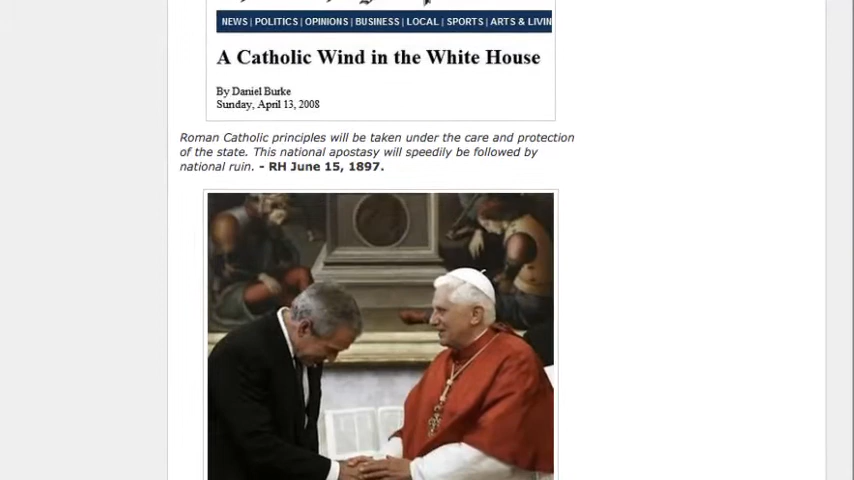 NEWS | POLITICS | OPINIONS | BUSINESS | LOCAL | SPORTS | ARTS & LIVIN
A Catholic Wind in the White House
By Daniel Burke
Sunday, April 13, 2008
Roman Catholic principles will be taken under the care and protection
of the state. This national apostasy will speedily be followed by
national ruin. - RH June 15, 1897.